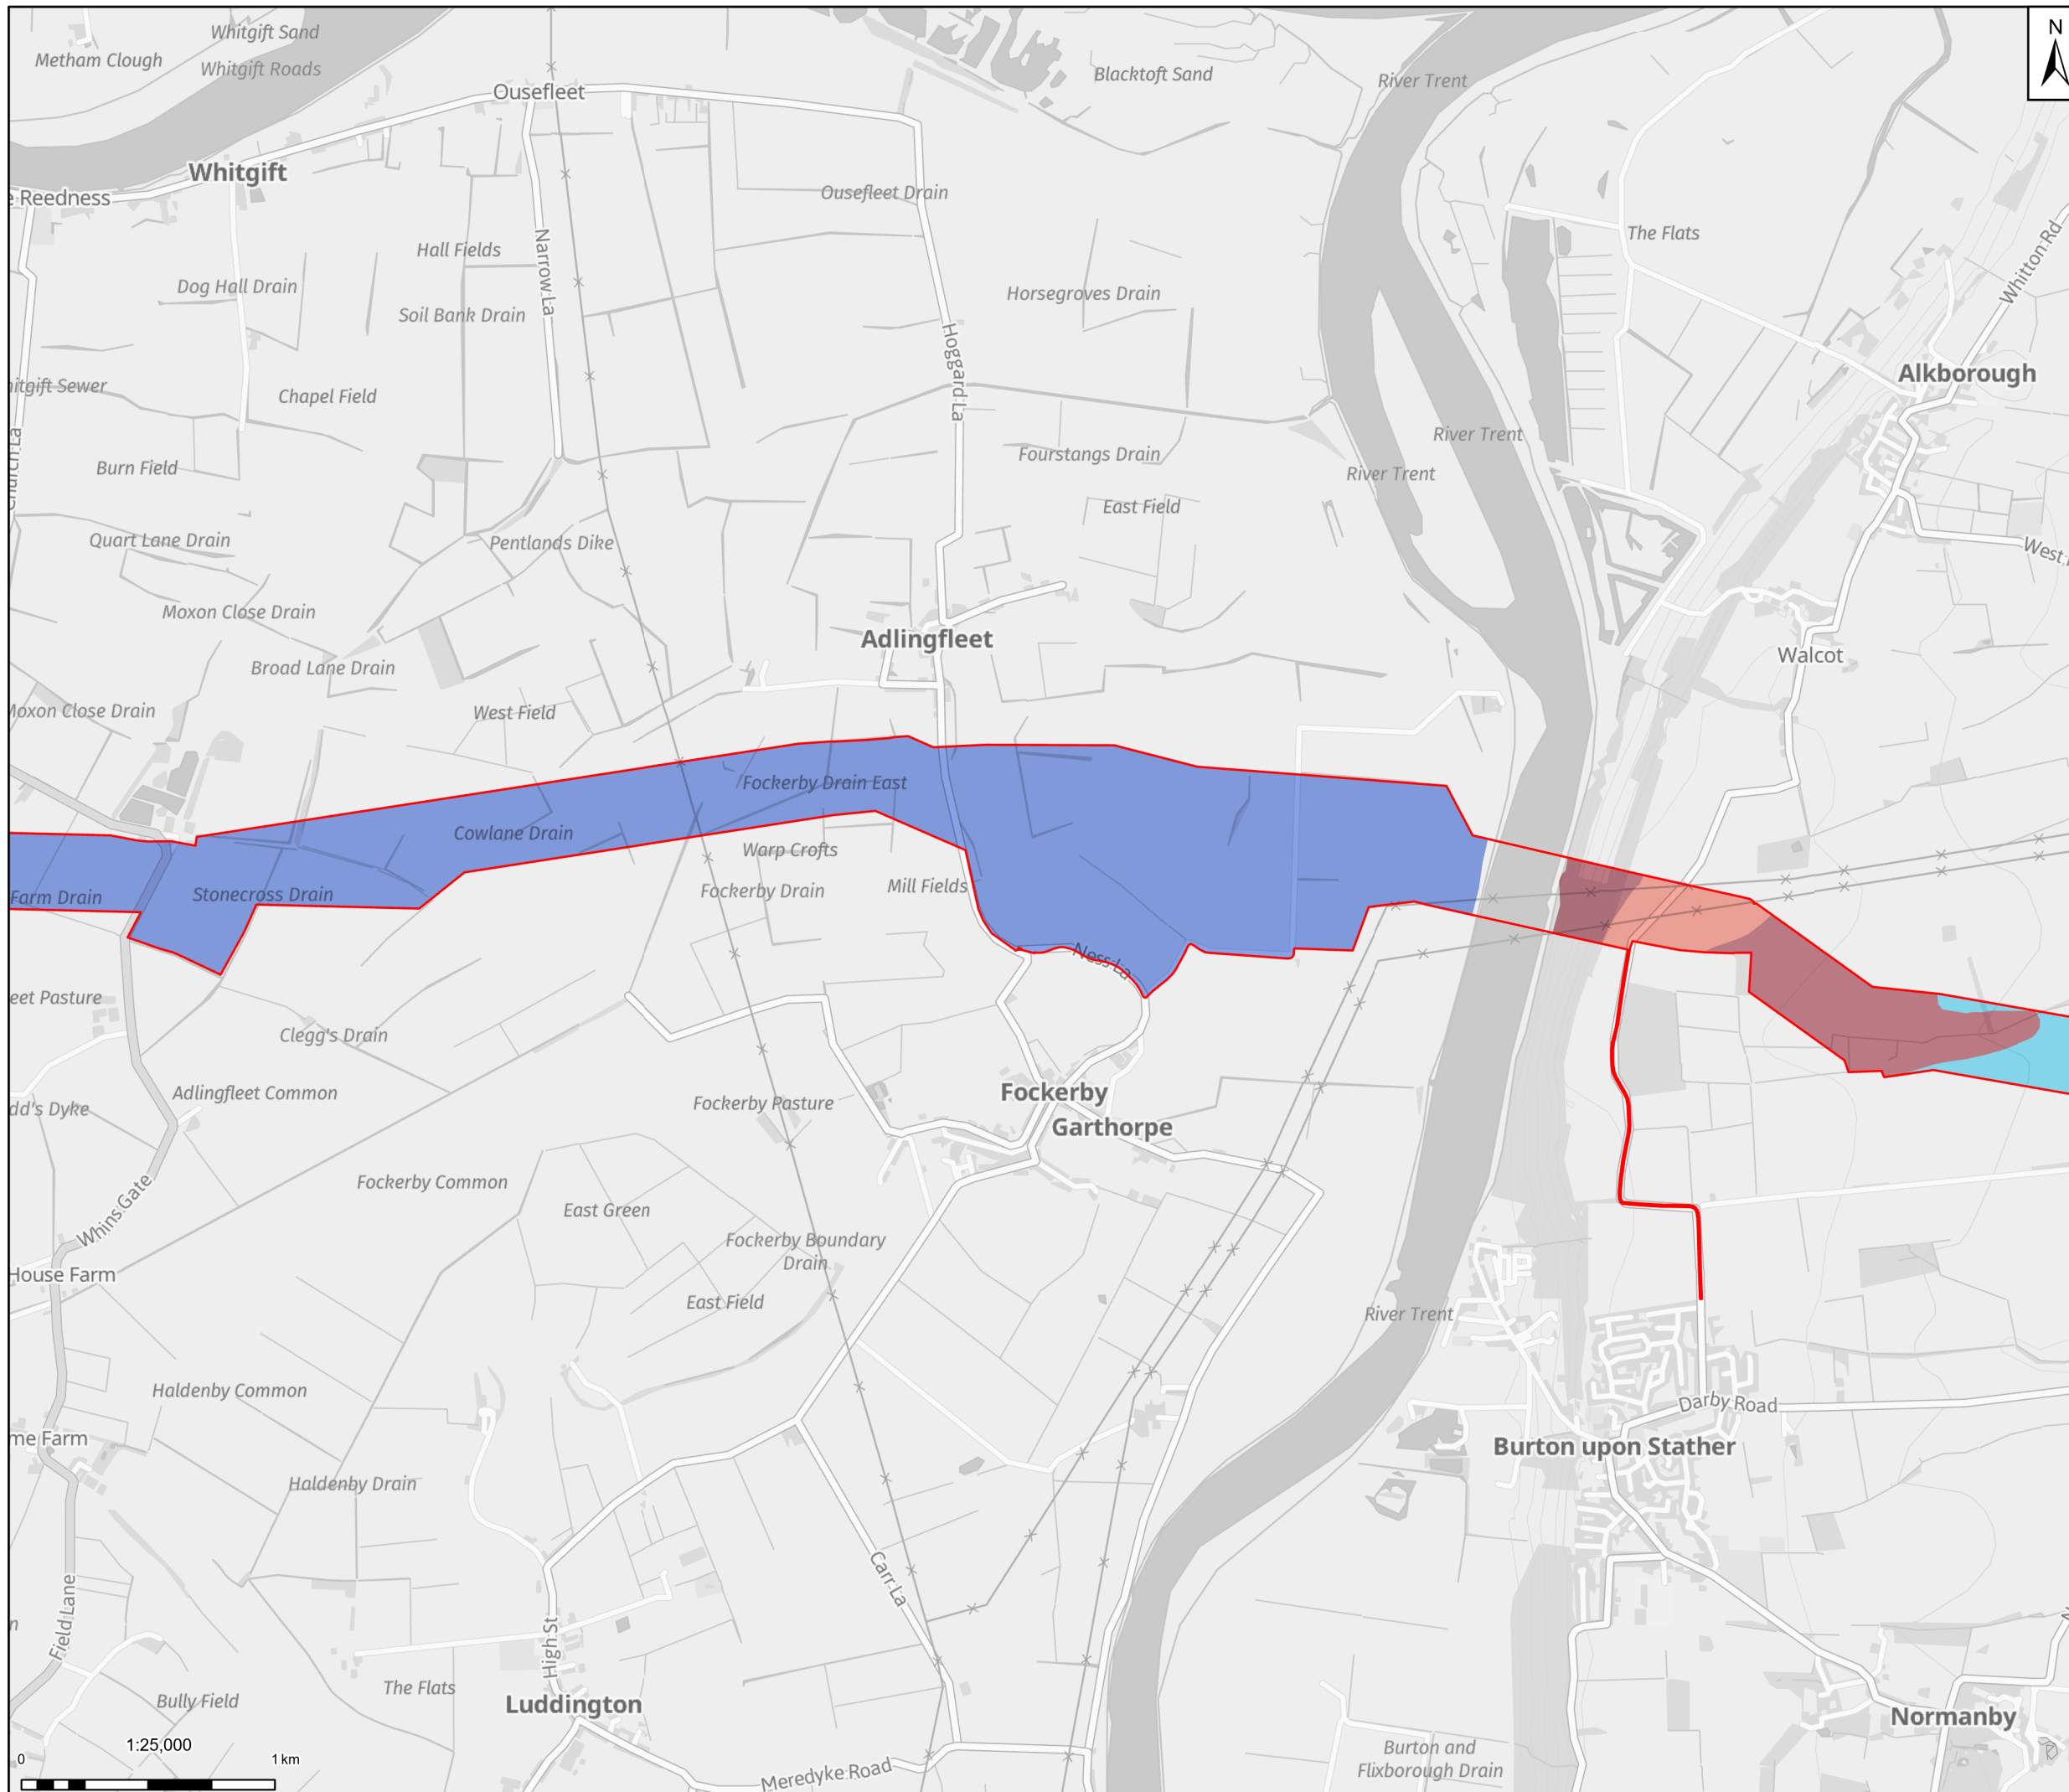 N
Whitgift Sand
Metham Clough
Whitgift Roads
Blacktoft Sand
River Trent
Ousefleet
Whitgift
Reedness
Ousefleet Drain
The Flats
Whitton Rd
Hall Fields
Narrow La
Dog Hall Drain
Horsegroves Drain
Soil Bank Drain
Hoggard La
Alkborough
Sewer
Chapel Field
River Trent
Church La
Burn Field
Fourstangs Drain
River Trent
East Field
Quart Lane Drain
Pentlands Dike
West
Moxon Close Drain
Adlingfleet
Walcot
Broad Lane Drain
Moxon Close Drain
West Field
Fockerby Drain East
Cowlane Drain
Warp Crofts
Farm Drain
Stonecross Drain
Fockerby Drain
Mill Fields
Ness La
Pasture
Clegg's Drain
Adlingfleet Common
Dyke
Fockerby Pasture
Fockerby
Garthorpe
Whins Gate
Fockerby Common
East Green
Fockerby Boundary
Drain
House Farm
East Field
River Trent
Haldenby Common
Darby Road
Farm
Burton upon Stather
Haldenby Drain
Carr La
Field Lane
High St
The Flats
Bully Field
Luddington
Normanby
1:25,000
0 1 km
Meredyke Road
Burton and
Flixborough Drain